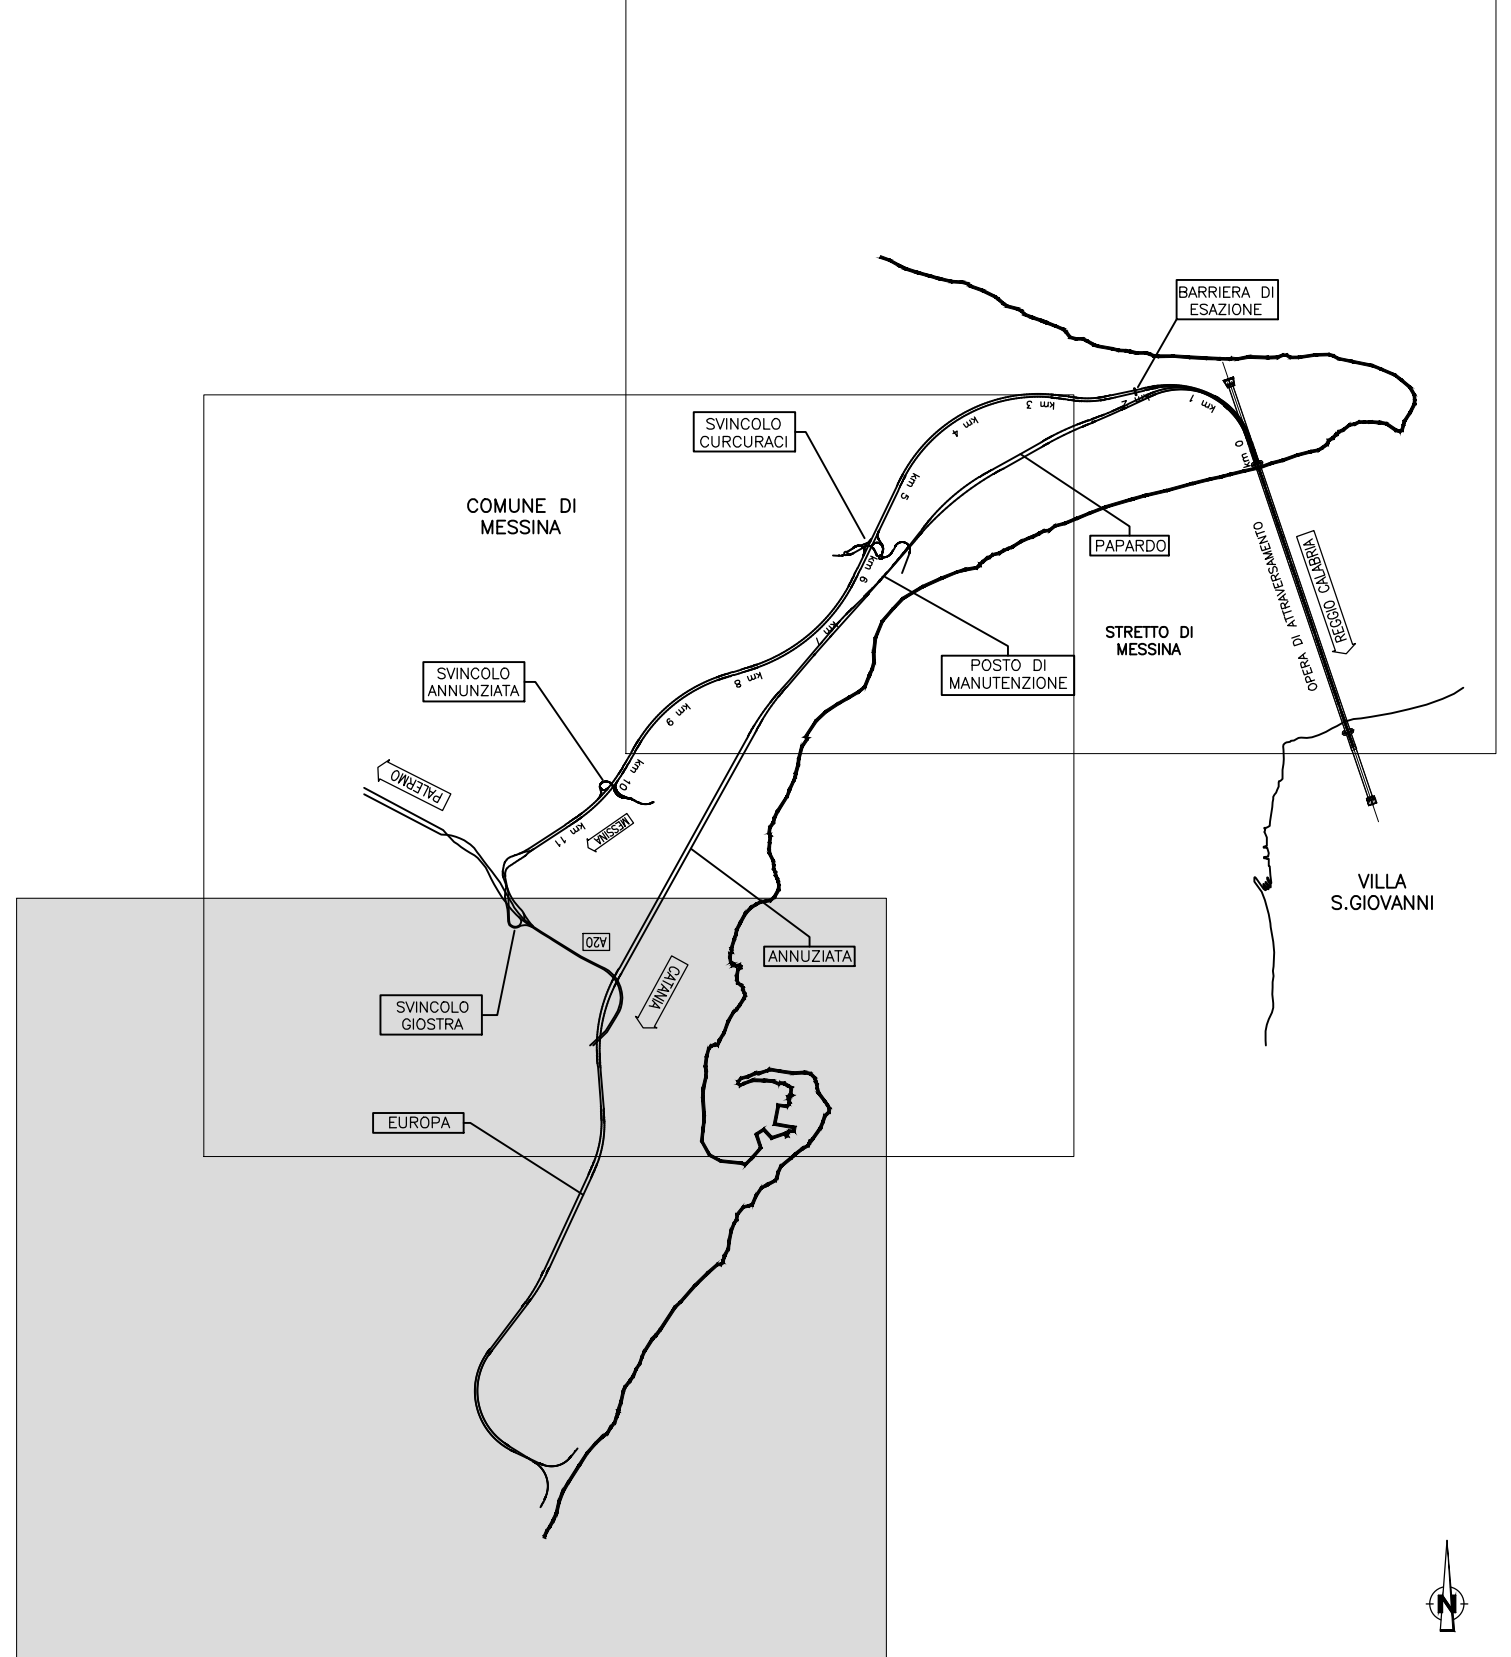 BARRIERA DI
ESAZIONE
SVINCOLO
CURCURACI
km 0
km 1
km 2
km 3
km 4
km 5
km 6
km 7
km 8
km 9
km 10
km 11
COMUNE DI
MESSINA
PAPARDO
OPERA DI ATTRAVERSAMENTO
REGGIO CALABRIA
STRETTO DI
MESSINA
POSTO DI
MANUTENZIONE
SVINCOLO
ANNUNZIATA
PALERMO
MESSINA
VILLA
S.GIOVANNI
A20
ANNUZIATA
CATANIA
SVINCOLO
GIOSTRA
EUROPA
N